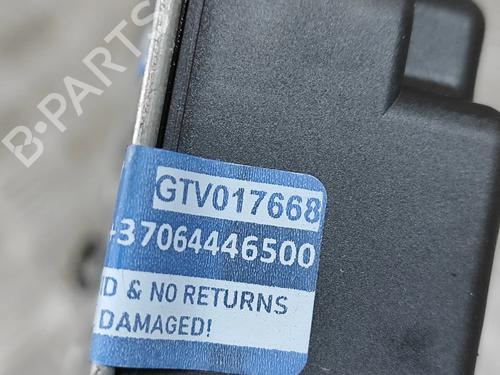 B-PARTS
GTV017668
+37064446500
& NO RETURNS
DAMAGED!